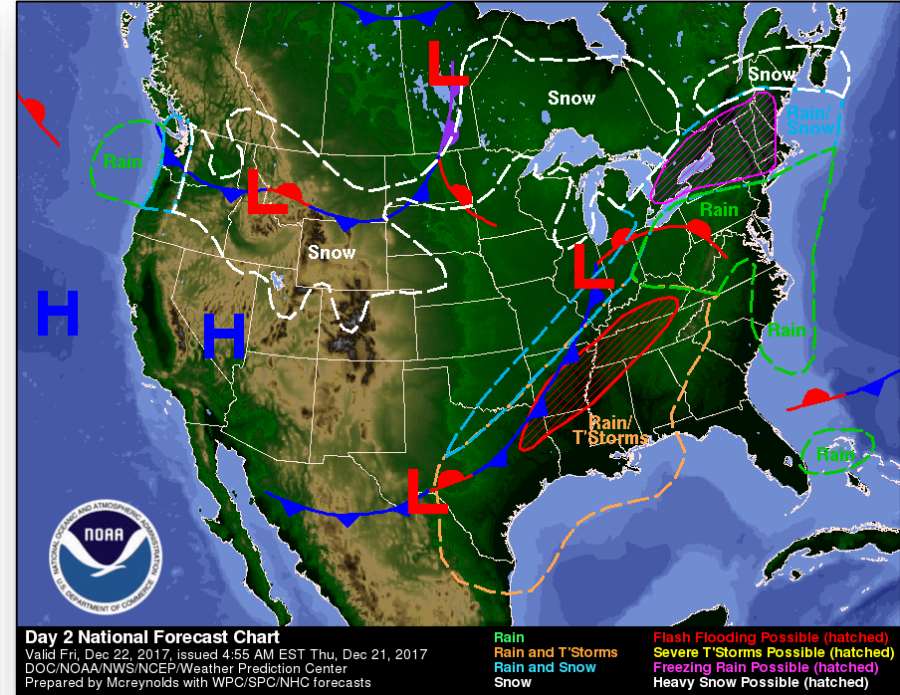 L
Snow
Snow
Rain/
Snow
Rain
L
Rain
Snow
L
H
H
Rain
Rain/
T'Storms
Rain
L
NATIONAL OCEANIC AND ATMOSPHERIC ADMINISTRATION
NOAA
U.S. DEPARTMENT OF COMMERCE
Day 2 National Forecast Chart
Valid Fri, Dec 22, 2017, issued 4:55 AM EST Thu, Dec 21, 2017
DOC/NOAA/NWS/NCEP/Weather Prediction Center
Prepared by Mcreynolds with WPC/SPC/NHC forecasts
Rain
Rain and T'Storms
Rain and Snow
Snow
Flash Flooding Possible (hatched)
Severe T'Storms Possible (hatched)
Freezing Rain Possible (hatched)
Heavy Snow Possible (hatched)